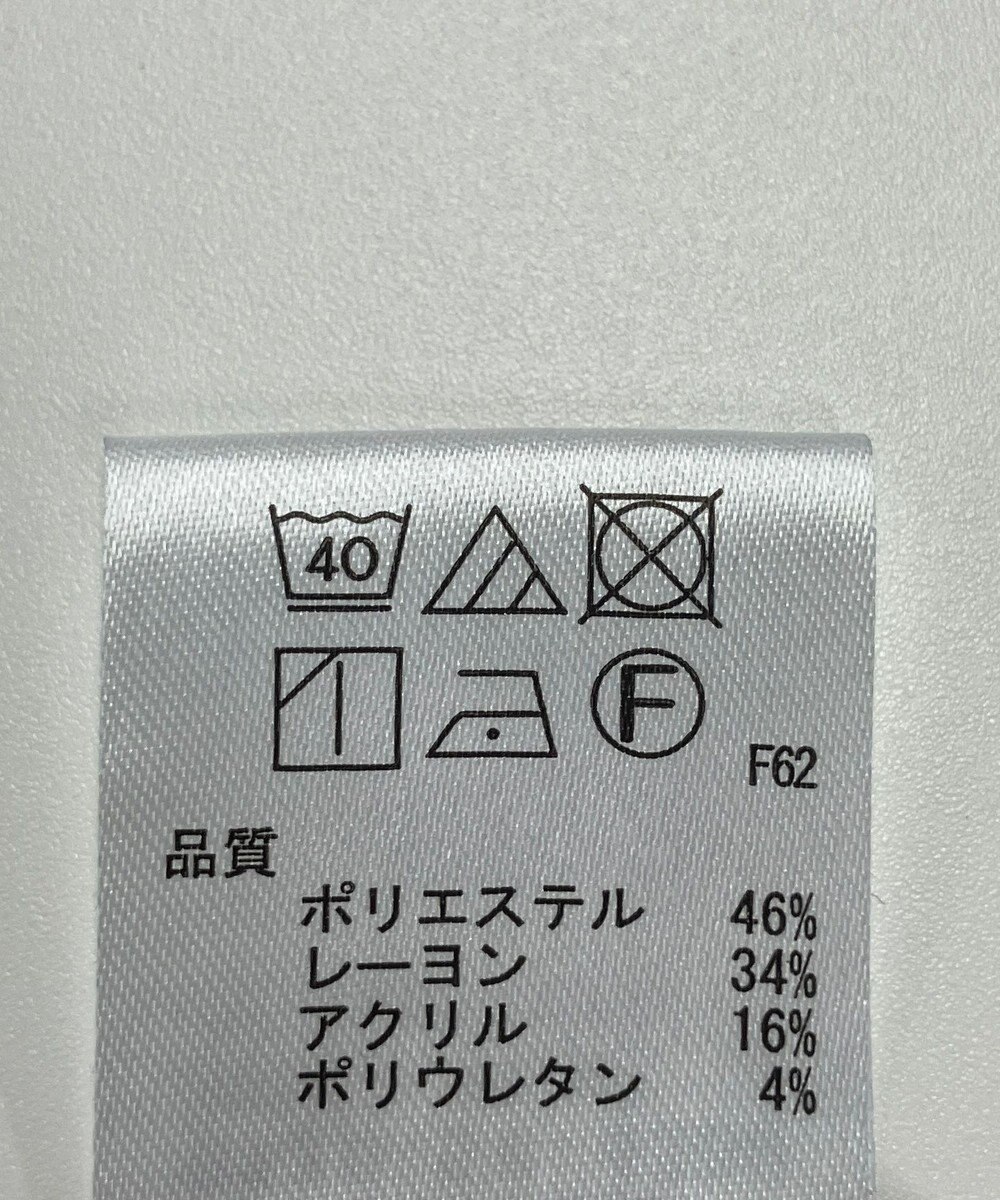 40
F
F62
品質
ポリエステル 46%
レーヨン 34%
アクリル 16%
ポリウレタン 4%